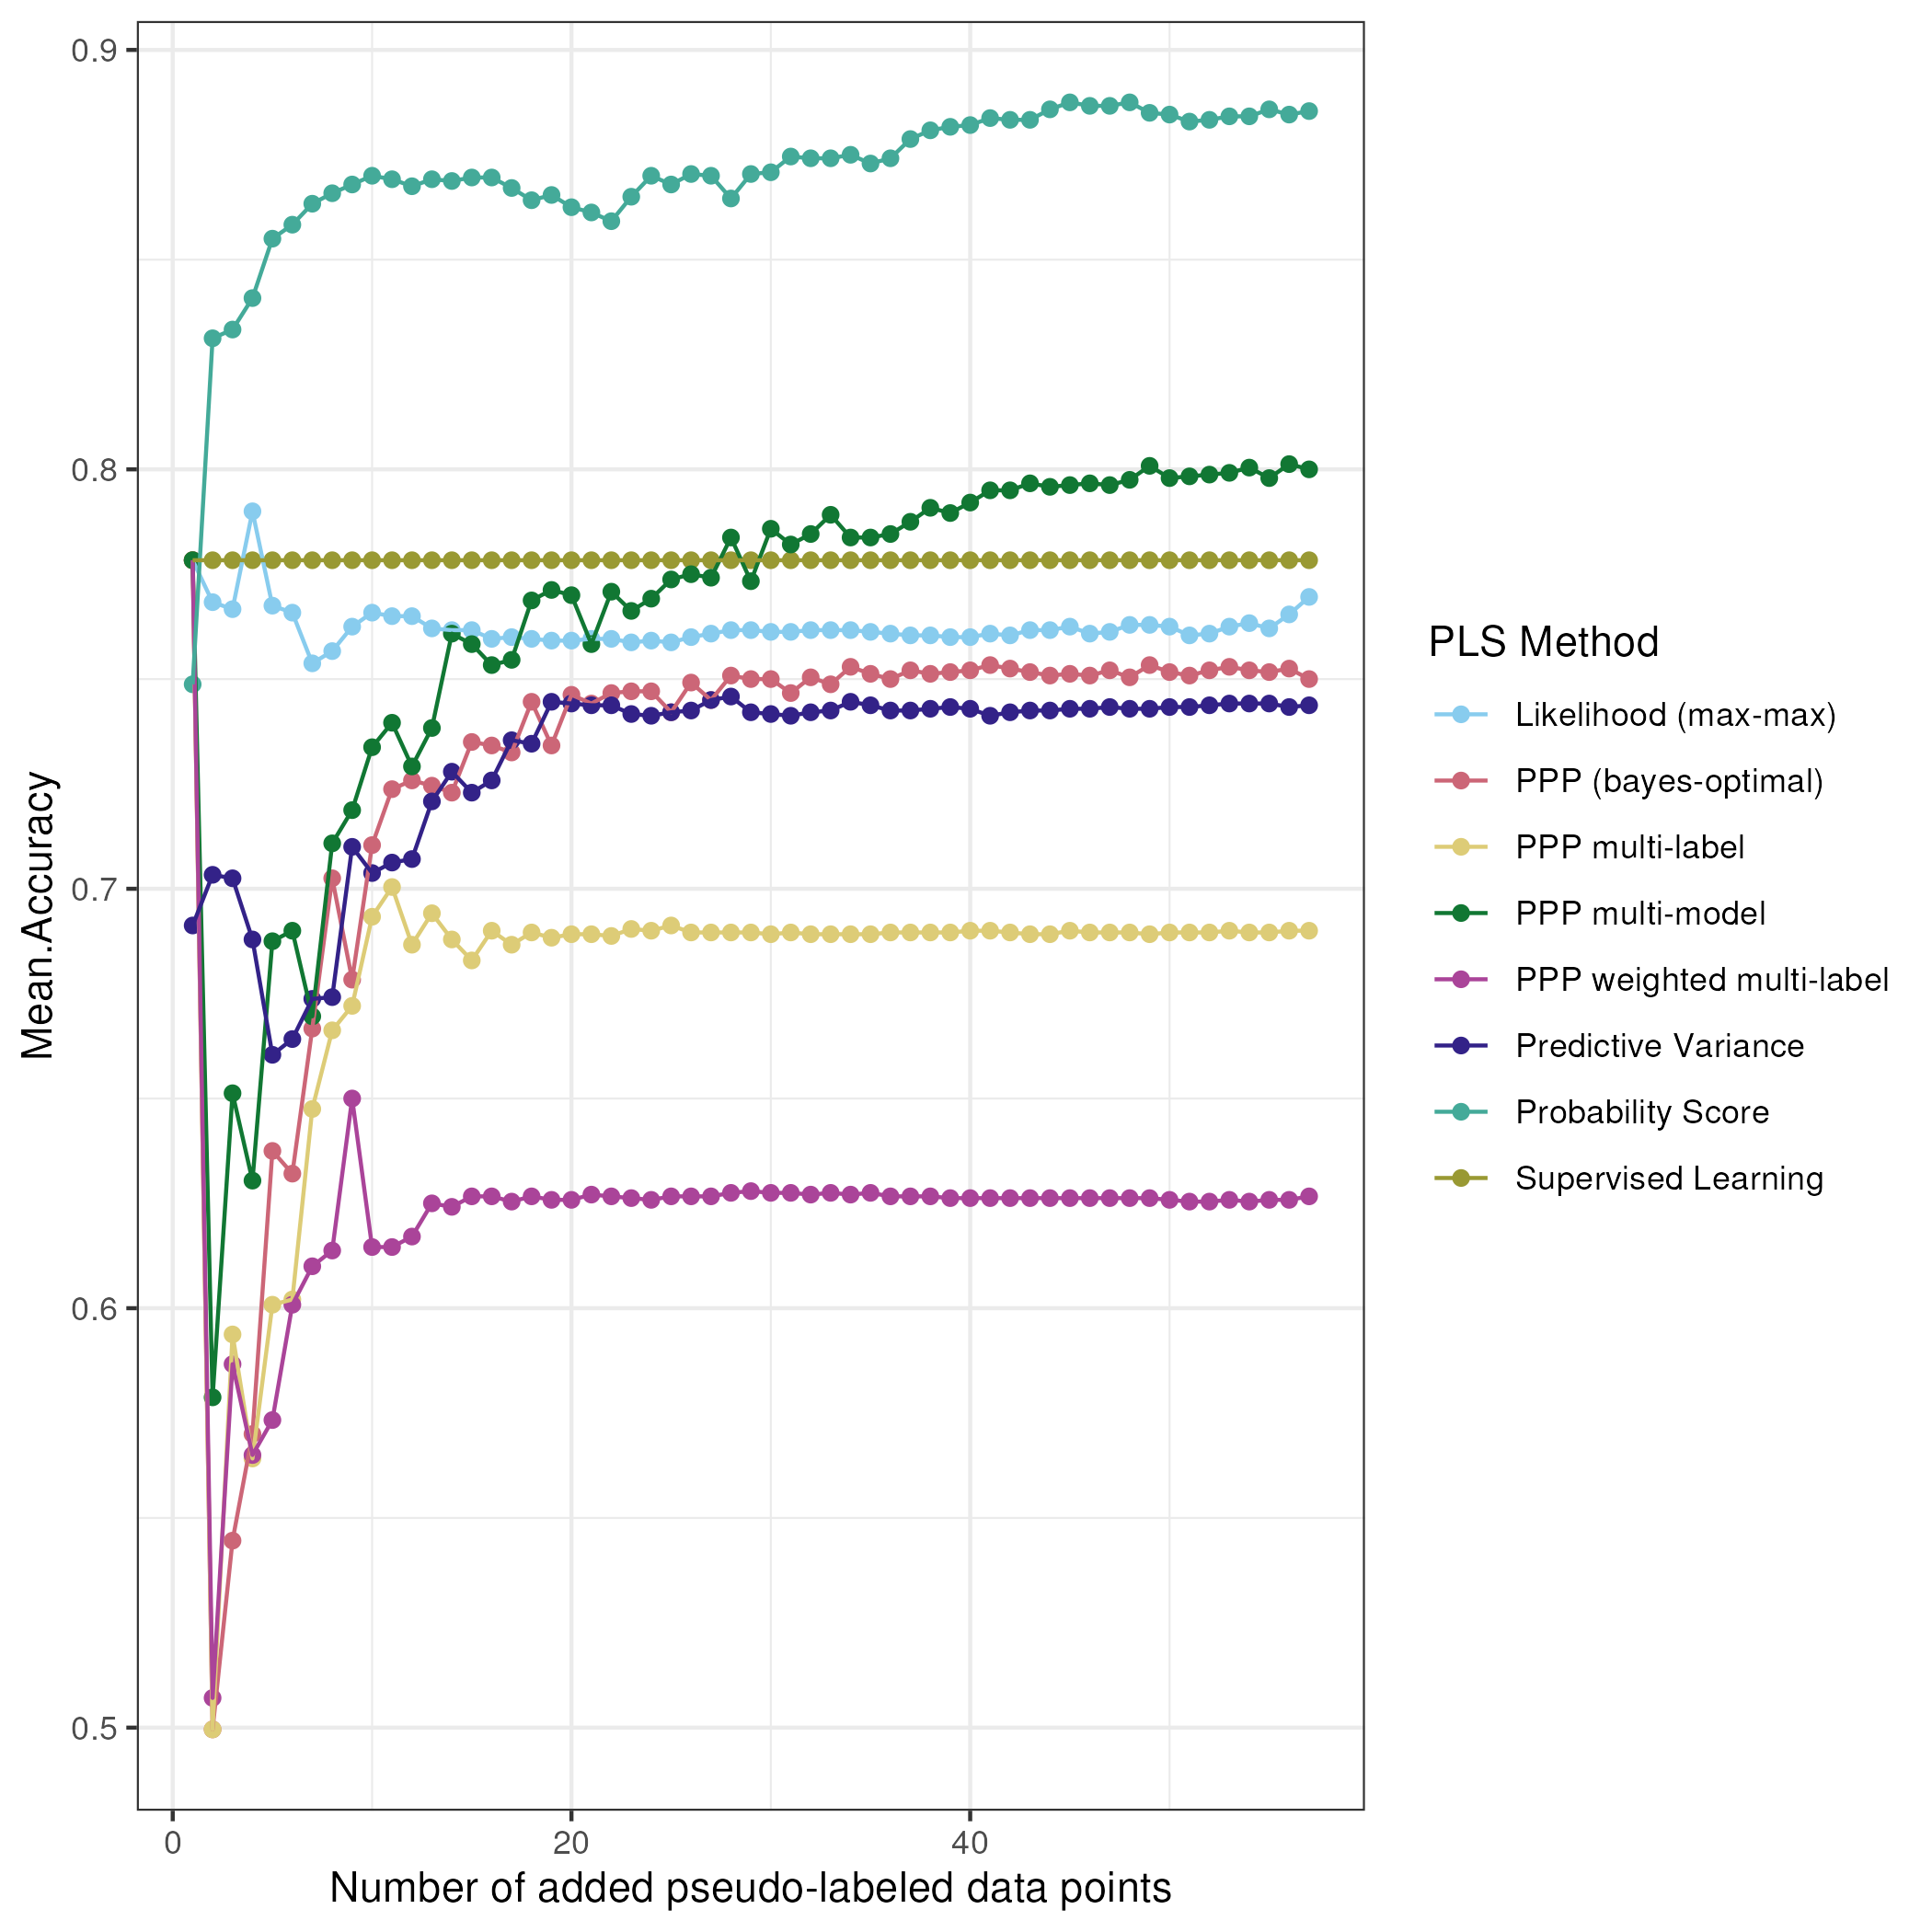 0.9
0.8
0.7
0.6
0.5
Mean.Accuracy
0
20
40
Number of added pseudo-labeled data points
PLS Method
Likelihood (max-max)
PPP (bayes-optimal)
PPP multi-label
PPP multi-model
PPP weighted multi-label
Predictive Variance
Probability Score
Supervised Learning